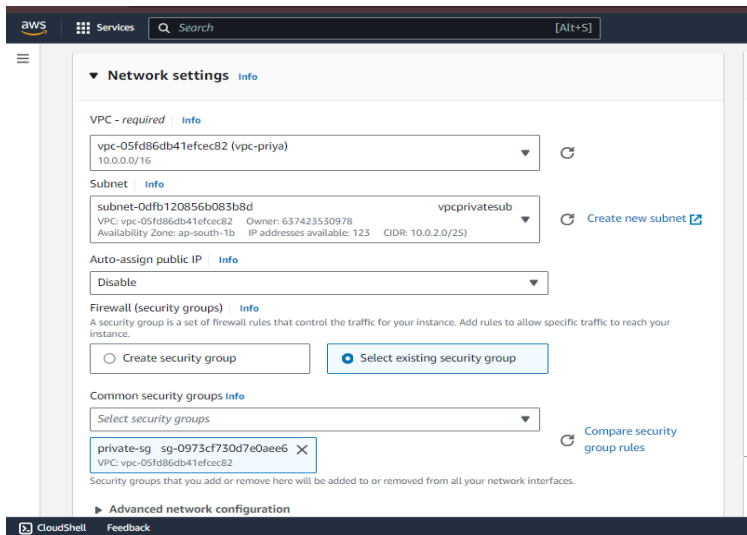 aws
Services
Search
[Alt+S]
Network settings Info
VPC - required Info
vpc-05fd86db41efcec82 (vpc-priya)
10.0.0.0/16
Subnet Info
subnet-0dfb120856b083b8d vpcprivatesub
VPC: vpc-05fd86db41efcec82 Owner: 637423530978
Availability Zone: ap-south-1b IP addresses available: 123 CIDR: 10.0.2.0/25)
Create new subnet
Auto-assign public IP Info
Disable
Firewall (security groups) Info
A security group is a set of firewall rules that control the traffic for your instance. Add rules to allow specific traffic to reach your
instance.
Create security group
Select existing security group
Common security groups Info
Select security groups
private-sg sg-0973cf730d7e0aee6
VPC: vpc-05fd86db41efcec82
Compare security
group rules
Security groups that you add or remove here will be added to or removed from all your network interfaces.
Advanced network configuration
CloudShell Feedback